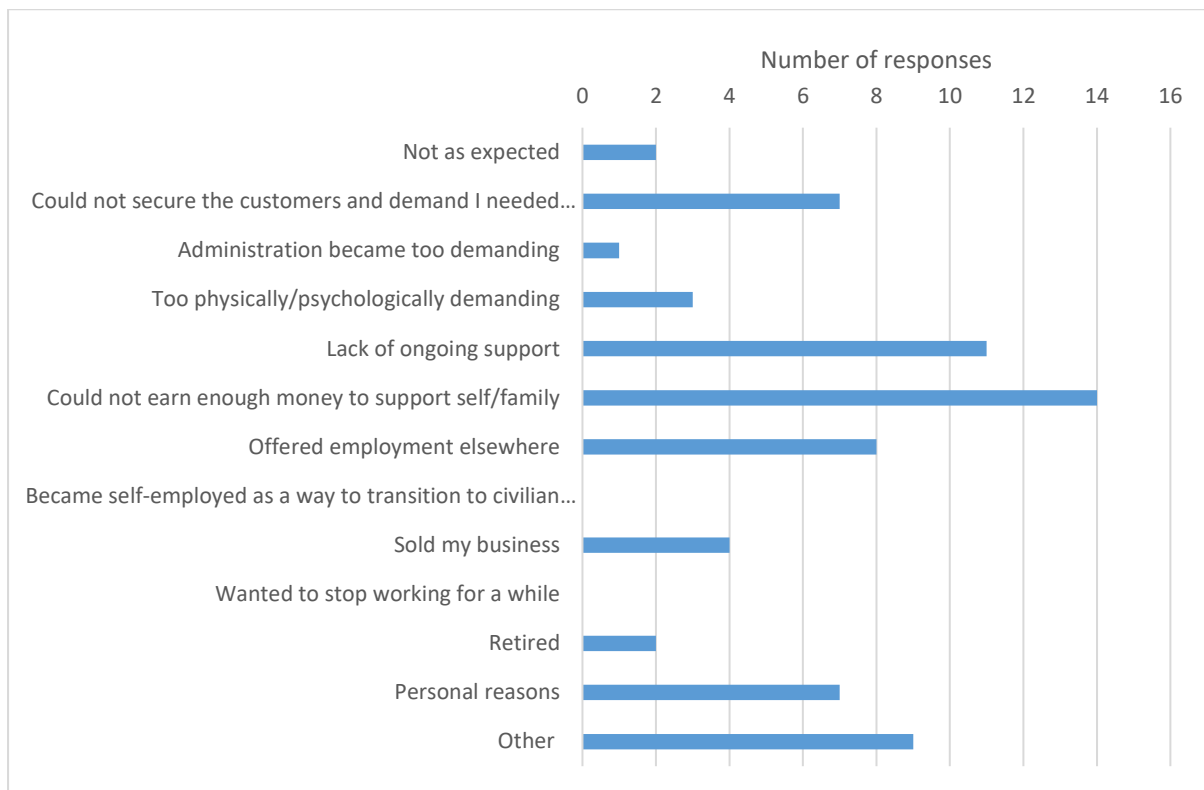 Number of responses
0 2 4 6 8 10 12 14 16
Not as expected
Could not secure the customers and demand I needed...
Administration became too demanding
Too physically/psychologically demanding
Lack of ongoing support
Could not earn enough money to support self/family
Offered employment elsewhere
Became self-employed as a way to transition to civilian...
Sold my business
Wanted to stop working for a while
Retired
Personal reasons
Other